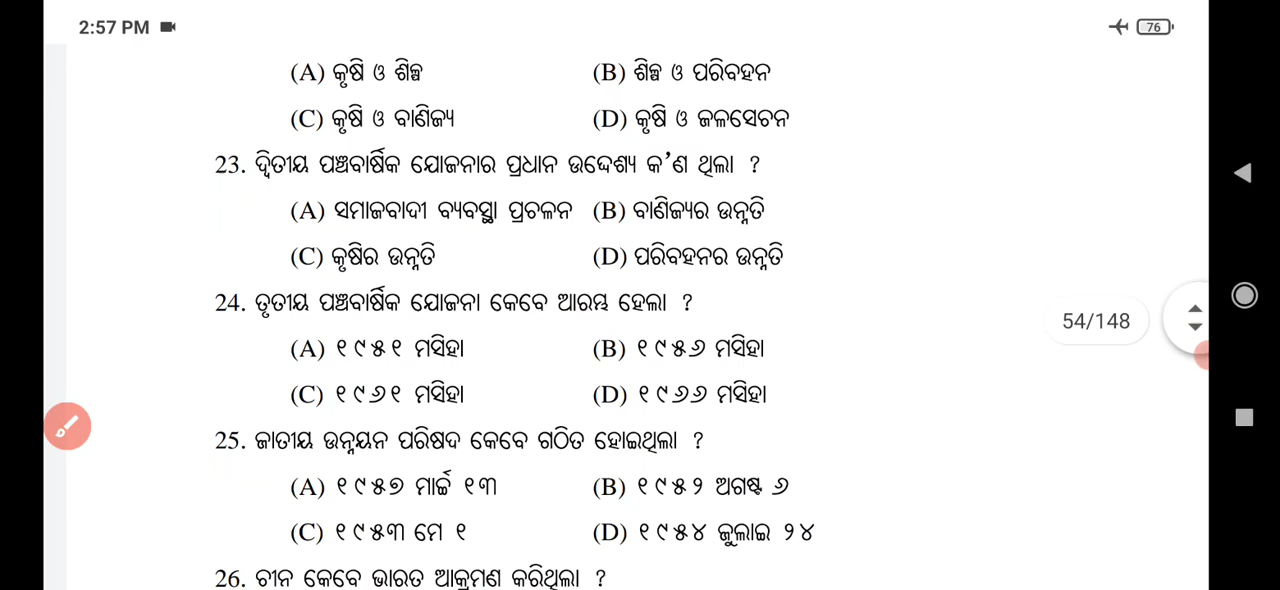 2:57 PM 76
(A) କୃଷି ଓ ଶିଳ୍ପ (B) ଶିଳ୍ପ ଓ ପରିବହନ
(C) କୃଷି ଓ ବାଣିଜ୍ୟ (D) କୃଷି ଓ ଜଳସେଚନ
23. ଦ୍ୱିତୀୟ ପଞ୍ଚବାର୍ଷିକ ଯୋଜନାର ପ୍ରଧାନ ଉଦ୍ଦେଶ୍ୟ କ’ଣ ଥିଲା ?
(A) ସମାଜବାଦୀ ବ୍ୟବସ୍ଥା ପ୍ରଚଳନ (B) ବାଣିଜ୍ୟର ଉନ୍ନତି
(C) କୃଷିର ଉନ୍ନତି (D) ପରିବହନର ଉନ୍ନତି
24. ତୃତୀୟ ପଞ୍ଚବାର୍ଷିକ ଯୋଜନା କେବେ ଆରମ୍ଭ ହେଲା ?
(A) ୧୯୫୧ ମସିହା (B) ୧୯୫୬ ମସିହା
(C) ୧୯୬୧ ମସିହା (D) ୧୯୬୬ ମସିହା
54/148
25. ଜାତୀୟ ଉନ୍ନୟନ ପରିଷଦ କେବେ ଗଠିତ ହୋଇଥିଲା ?
(A) ୧୯୫୭ ମାର୍ଚ୍ଚ ୧୩ (B) ୧୯୫୨ ଅଗଷ୍ଟ ୬
(C) ୧୯୫୩ ମେ ୧ (D) ୧୯୫୪ ଜୁଲାଇ ୨୪
26. ଚୀନ କେବେ ଭାରତ ଆକ୍ରମଣ କରିଥିଲା ?